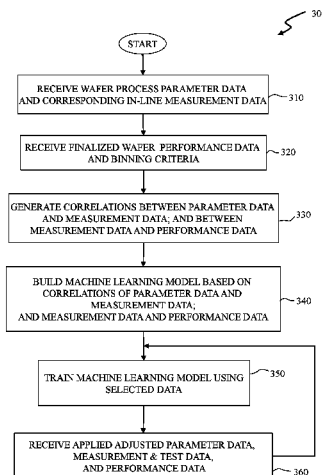 30
START
RECEIVE WAFER PROCESS PARAMETER DATA
AND CORRESPONDING IN-LINE MEASUREMENT DATA
310
RECEIVE FINALIZED WAFER PERFORMANCE DATA
AND BINNING CRITERIA
320
GENERATE CORRELATIONS BETWEEN PARAMETER DATA
AND MEASUREMENT DATA; AND BETWEEN
MEASUREMENT DATA AND PERFORMANCE DATA
330
BUILD MACHINE LEARNING MODEL BASED ON
CORRELATIONS OF PARAMETER DATA AND
MEASUREMENT DATA;
AND MEASUREMENT DATA AND PERFORMANCE DATA
340
TRAIN MACHINE LEARNING MODEL USING
SELECTED DATA
350
RECEIVE APPLIED ADJUSTED PARAMETER DATA,
MEASUREMENT & TEST DATA,
AND PERFORMANCE DATA
360